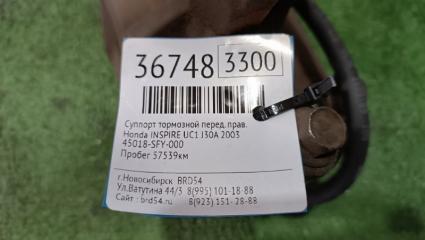 36748 3300
Суппорт тормозной перед. прав.
Honda INSPIRE UC1 J30A 2003
45018-SFY-000
Пробег 57539км
г.Новосибирск BRD54
Ул.Ватутина 44/3 8(995)101-18-88
Сайт: brd54.ru 8(923)151-28-88